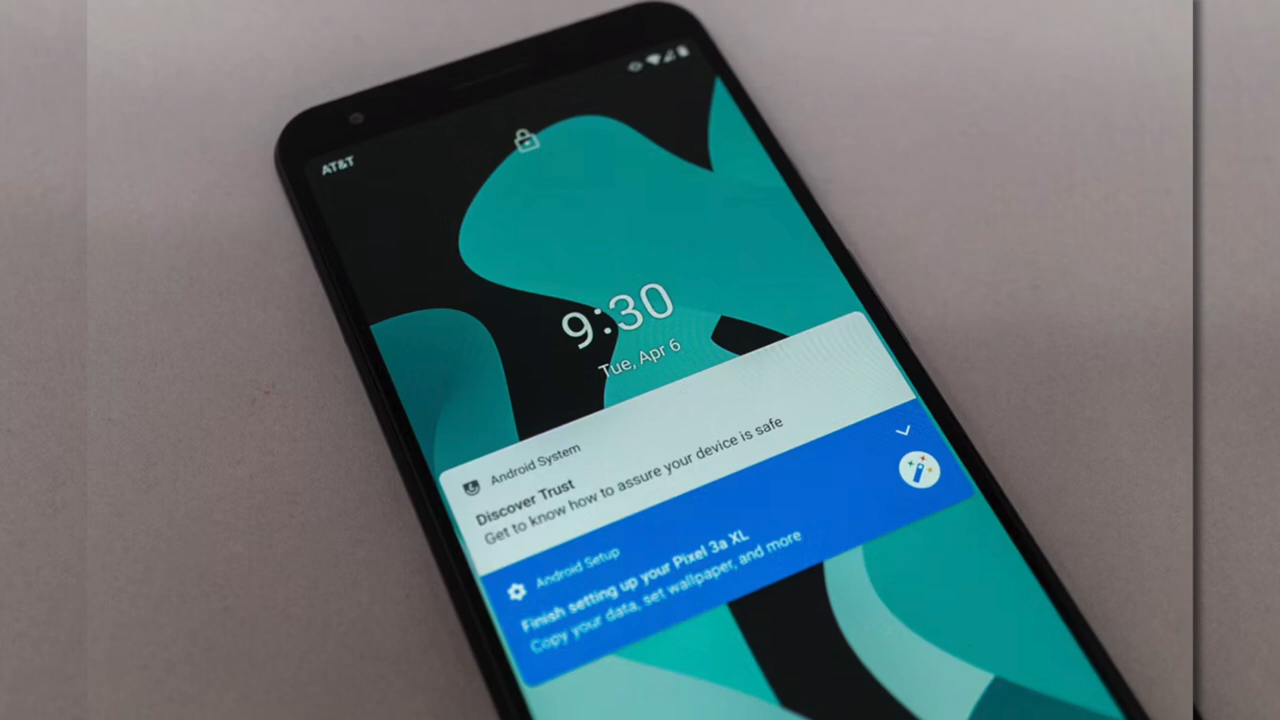 AT&T
9:30
Tue, Apr 6
Android System
Discover Trust
Get to know how to assure your device is safe
Android Setup
Finish setting up your Pixel 3a XL
Copy your data, set wallpaper, and more